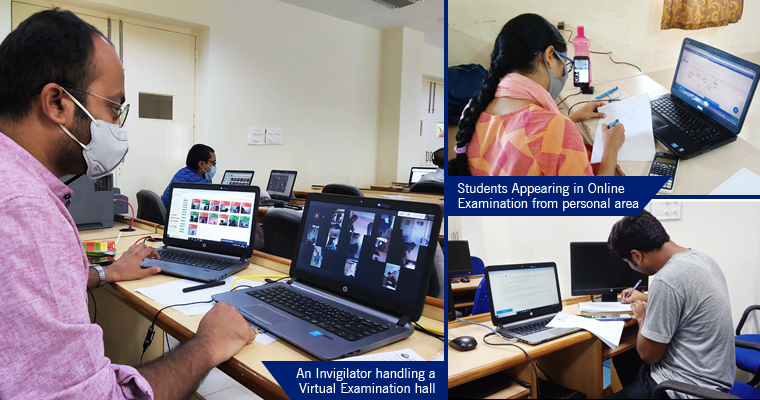 An Invigilator handling a
Virtual Examination hall
Students Appearing in Online
Examination from personal area